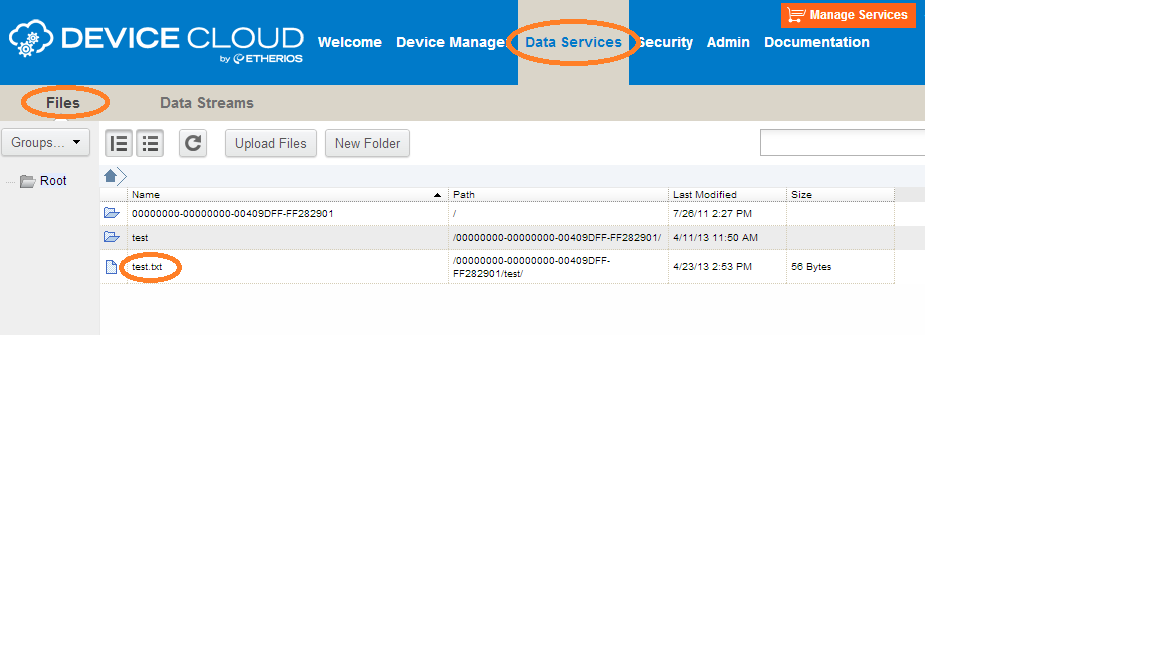 Manage Services
DEVICE CLOUD
by ETHERIOS
Welcome Device Manage Data Services Security Admin Documentation
Files Data Streams
Groups... Upload Files New Folder
Root
Name Path Last Modified Size
00000000-00000000-00409DFF-FF282901 / 7/26/11 2:27 PM
test /00000000-00000000-00409DFF-FF282901/ 4/11/13 11:50 AM
test.txt /00000000-00000000-00409DFF- 4/23/13 2:53 PM 56 Bytes
FF282901/test/